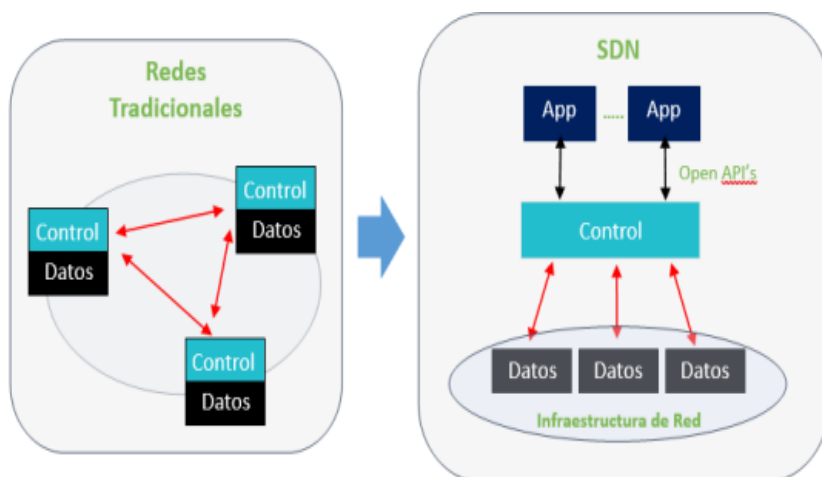 Redes
Tradicionales
Control
Datos
Control
Datos
Control
Datos
SDN
App
.....
App
Open API's
Control
Datos
Datos
Datos
Infraestructura de Red